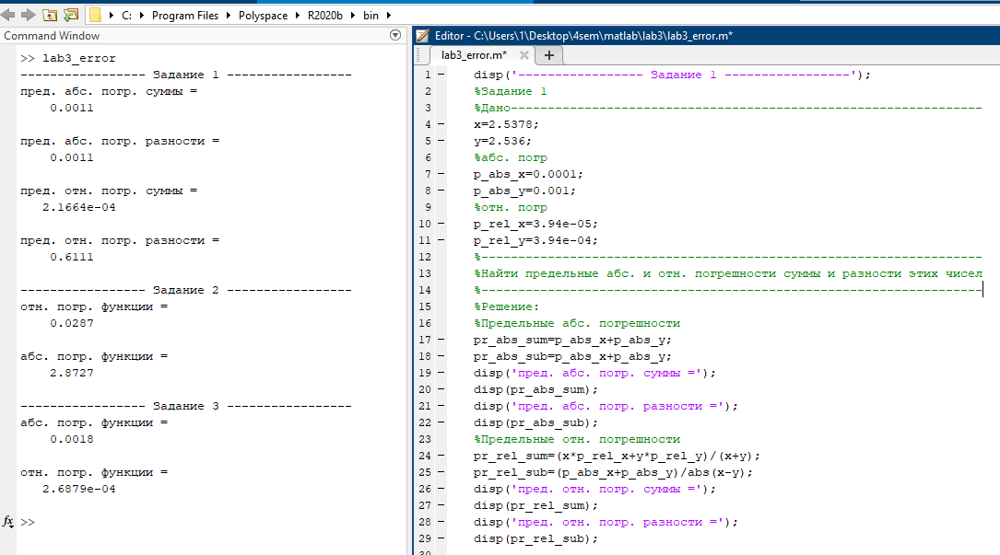 C: Program Files Polyspace R2020b bin
Command Window
>> lab3_error
----------------- Задание 1 -----------------
пред. абс. погр. суммы =
0.0011
пред. абс. погр. разности =
0.0011
пред. отн. погр. суммы =
2.1664e-04
пред. отн. погр. разности =
0.6111
----------------- Задание 2 -----------------
отн. погр. функции =
0.0287
абс. погр. функции =
2.8727
----------------- Задание 3 -----------------
абс. погр. функции =
0.0018
отн. погр. функции =
2.6879e-04
fx >>
Editor - C:\Users\1\Desktop\4sem\matlab\lab3\lab3_error.m*
lab3_error.m* × +
1 - disp('----------------- Задание 1 -----------------');
2 %Задание 1
3 %Дано----------------------------------------------------------------
4 - x=2.5378;
5 - y=2.536;
6 %абс. погр
7 - p_abs_x=0.0001;
8 - p_abs_y=0.001;
9 %отн. погр
10 - p_rel_x=3.94e-05;
11 - p_rel_y=3.94e-04;
12 %--------------------------------------------------------------------
13 %Найти предельные абс. и отн. погрешности суммы и разности этих чисел
14 %--------------------------------------------------------------------
15 %Решение:
16 %Предельные абс. погрешности
17 - pr_abs_sum=p_abs_x+p_abs_y;
18 - pr_abs_sub=p_abs_x+p_abs_y;
19 - disp('пред. абс. погр. суммы =');
20 - disp(pr_abs_sum);
21 - disp('пред. абс. погр. разности =');
22 - disp(pr_abs_sub);
23 %Предельные отн. погрешности
24 - pr_rel_sum=(x*p_rel_x+y*p_rel_y)/(x+y);
25 - pr_rel_sub=(p_abs_x+p_abs_y)/abs(x-y);
26 - disp('пред. отн. погр. суммы =');
27 - disp(pr_rel_sum);
28 - disp('пред. отн. погр. разности =');
29 - disp(pr_rel_sub);